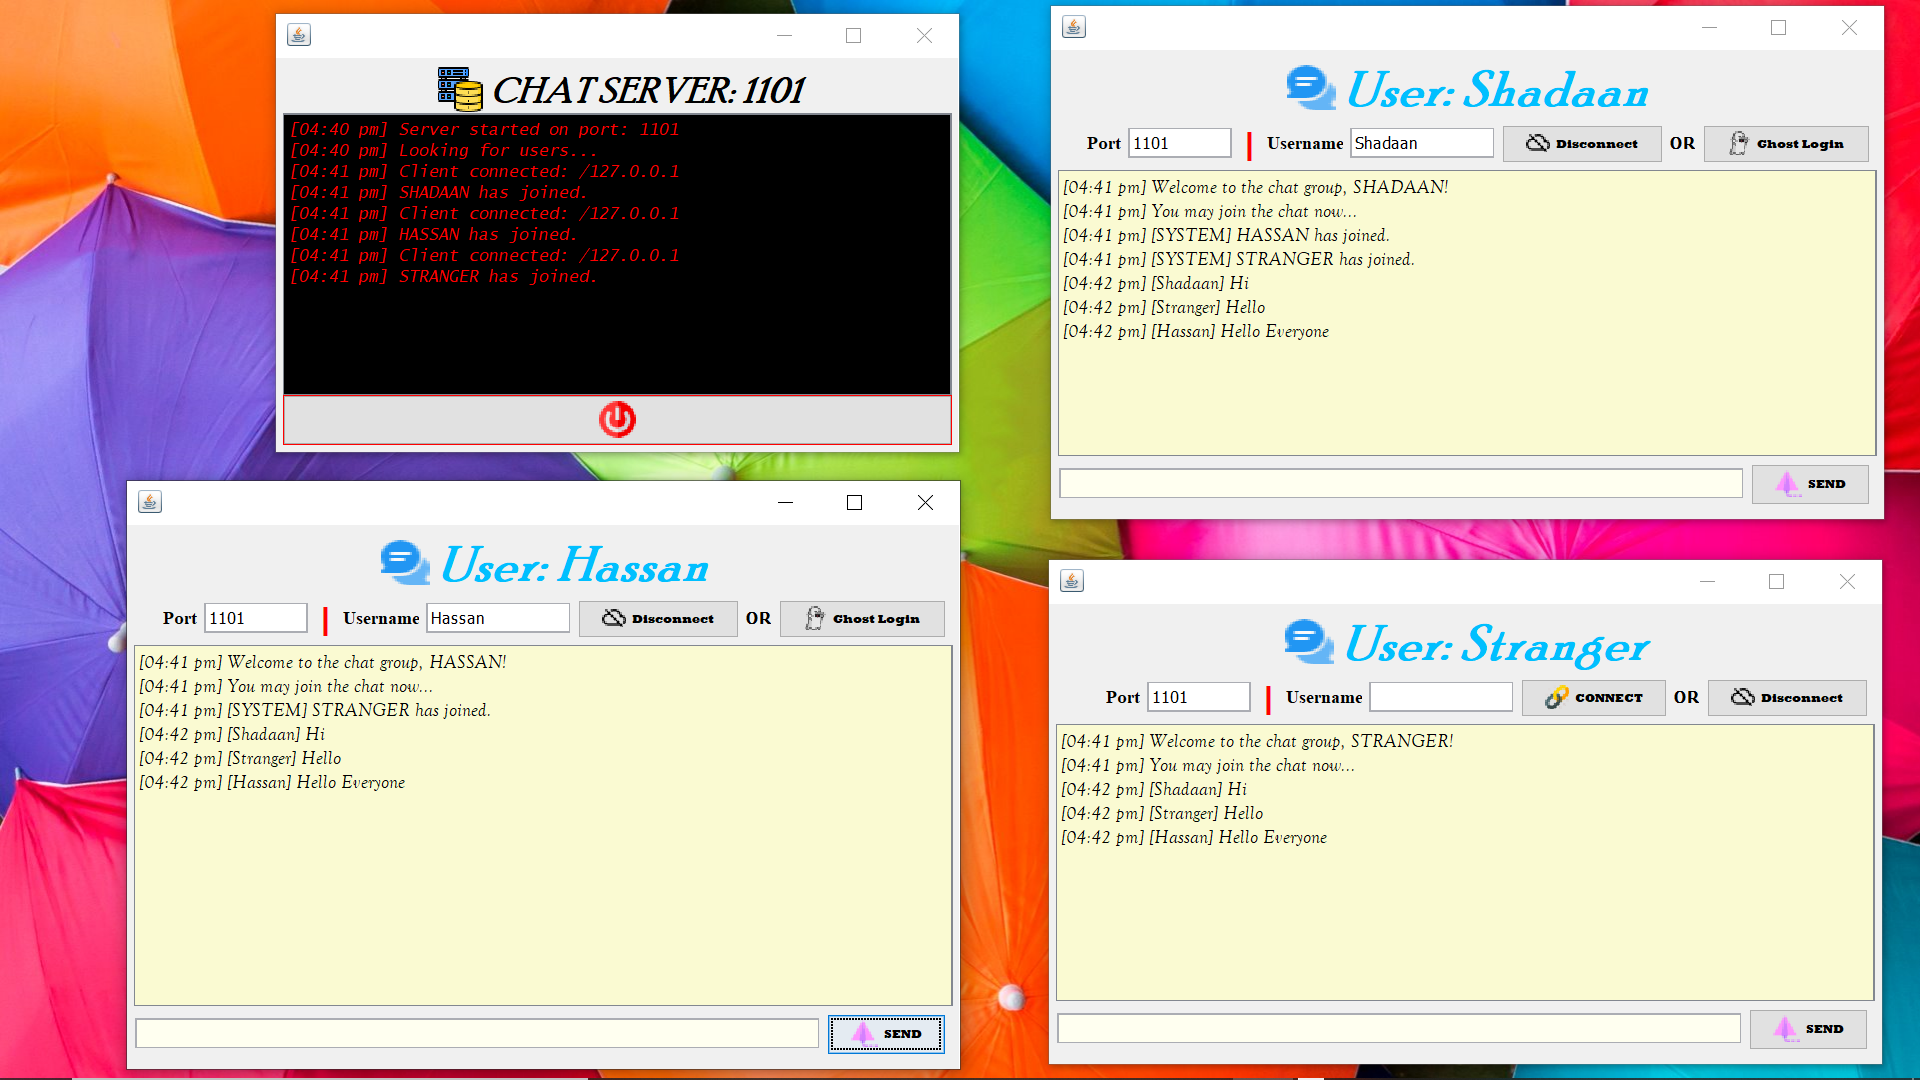 CHAT SERVER: 1101
[04:40 pm] Server started on port: 1101
[04:40 pm] Looking for users...
[04:41 pm] Client connected: /127.0.0.1
[04:41 pm] SHADAAN has joined.
[04:41 pm] Client connected: /127.0.0.1
[04:41 pm] HASSAN has joined.
[04:41 pm] Client connected: /127.0.0.1
[04:41 pm] STRANGER has joined.
User: Shadaan
Port 1101 | Username Shadaan Disconnect OR Ghost Login
[04:41 pm] Welcome to the chat group, SHADAAN!
[04:41 pm] You may join the chat now...
[04:41 pm] [SYSTEM] HASSAN has joined.
[04:41 pm] [SYSTEM] STRANGER has joined.
[04:42 pm] [Shadaan] Hi
[04:42 pm] [Stranger] Hello
[04:42 pm] [Hassan] Hello Everyone
SEND
User: Hassan
Port 1101 | Username Hassan Disconnect OR Ghost Login
[04:41 pm] Welcome to the chat group, HASSAN!
[04:41 pm] You may join the chat now...
[04:41 pm] [SYSTEM] STRANGER has joined.
[04:42 pm] [Shadaan] Hi
[04:42 pm] [Stranger] Hello
[04:42 pm] [Hassan] Hello Everyone
SEND
User: Stranger
Port 1101 | Username CONNECT OR Disconnect
[04:41 pm] Welcome to the chat group, STRANGER!
[04:41 pm] You may join the chat now...
[04:42 pm] [Shadaan] Hi
[04:42 pm] [Stranger] Hello
[04:42 pm] [Hassan] Hello Everyone
SEND